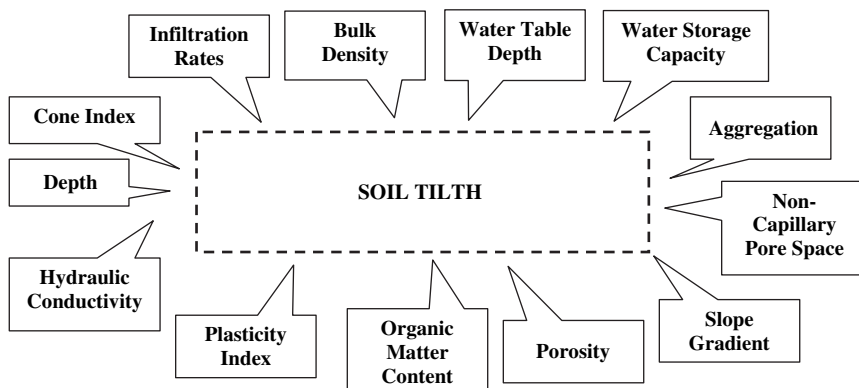 Infiltration
Rates
Bulk
Density
Water Table
Depth
Water Storage
Capacity
Cone Index
Aggregation
Depth
SOIL TILTH
Non-
Capillary
Pore Space
Hydraulic
Conductivity
Plasticity
Index
Organic
Matter
Content
Porosity
Slope
Gradient